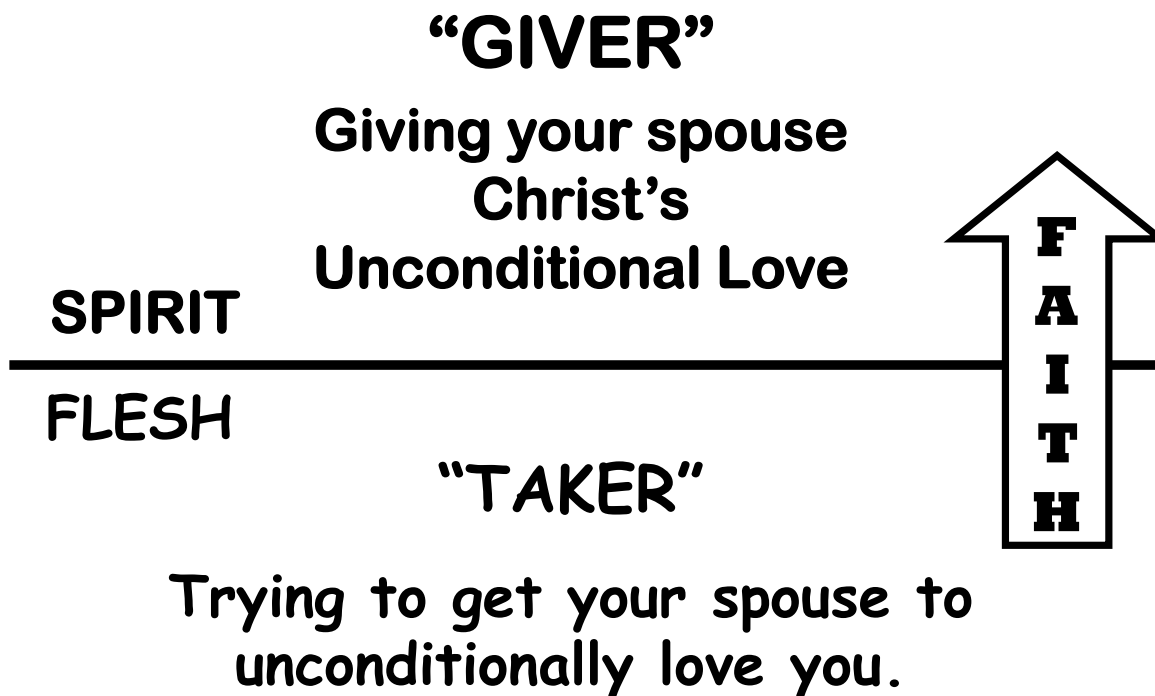 “GIVER”
Giving your spouse
Christ’s
Unconditional Love
SPIRIT
FLESH
“TAKER”
Trying to get your spouse to
unconditionally love you.
F
A
I
T
H